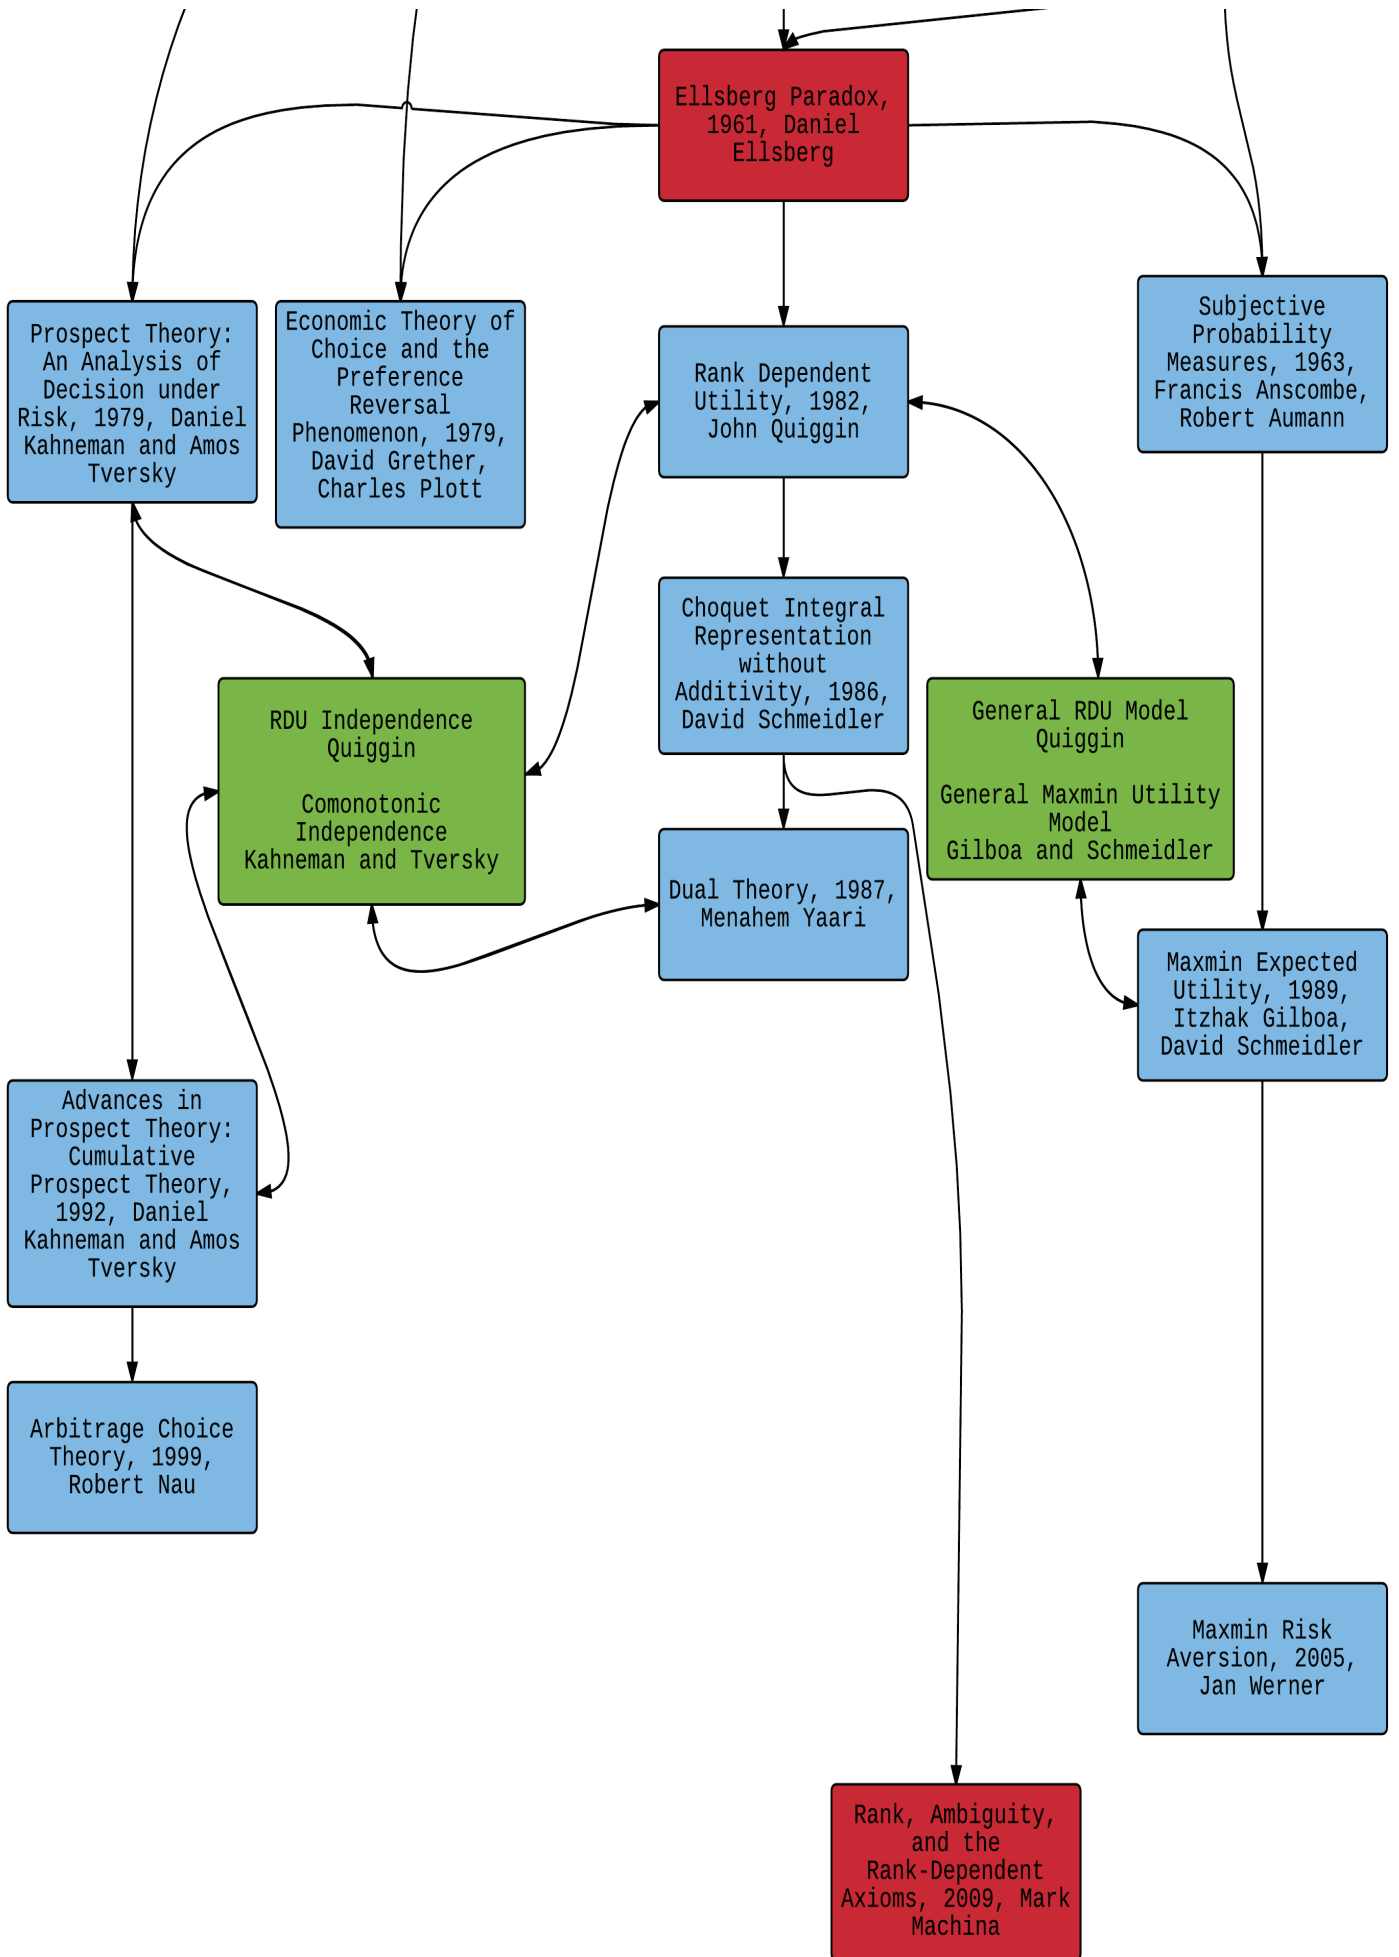 Ellsberg Paradox,
1961, Daniel
Ellsberg
Prospect Theory:
An Analysis of
Decision under
Risk, 1979, Daniel
Kahneman and Amos
Tversky
Economic Theory of
Choice and the
Preference
Reversal
Phenomenon, 1979,
David Grether,
Charles Plott
Rank Dependent
Utility, 1982,
John Quiggin
Subjective
Probability
Measures, 1963,
Francis Anscombe,
Robert Aumann
Choquet Integral
Representation
without
Additivity, 1986,
David Schmeidler
RDU Independence
Quiggin
Comonotonic
Independence
Kahneman and Tversky
General RDU Model
Quiggin
General Maxmin Utility
Model
Gilboa and Schmeidler
Dual Theory, 1987,
Menahem Yaari
Maxmin Expected
Utility, 1989,
Itzhak Gilboa,
David Schmeidler
Advances in
Prospect Theory:
Cumulative
Prospect Theory,
1992, Daniel
Kahneman and Amos
Tversky
Arbitrage Choice
Theory, 1999,
Robert Nau
Maxmin Risk
Aversion, 2005,
Jan Werner
Rank, Ambiguity,
and the
Rank-Dependent
Axioms, 2009, Mark
Machina